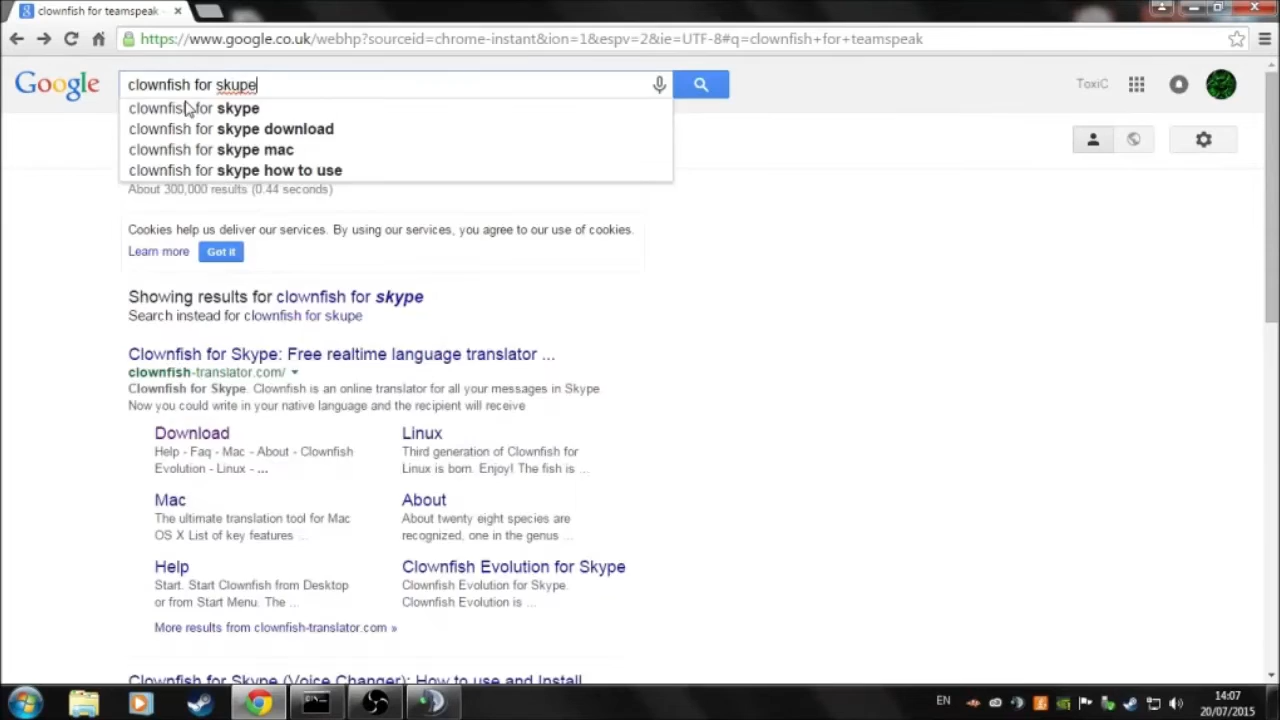 clownfish for teamspeak
https://www.google.co.uk/webhp?sourceid=chrome-instant&ion=1&espv=2&ie=UTF-8#q=clownfish+for+teamspeak
Google
clownfish for skupe
ToxiC
clownfish for skype
clownfish for skype download
clownfish for skype mac
clownfish for skype how to use
About 300,000 results (0.44 seconds)
Cookies help us deliver our services. By using our services, you agree to our use of cookies.
Learn more Got it
Showing results for clownfish for skype
Search instead for clownfish for skupe
Clownfish for Skype: Free realtime language translator ...
clownfish-translator.com/
Clownfish for Skype. Clownfish is an online translator for all your messages in Skype
Now you could write in your native language and the recipient will receive
Download
Help - Faq - Mac - About - Clownfish
Evolution - Linux - ...
Linux
Third generation of Clownfish for
Linux is born. Enjoy! The fish is ...
Mac
The ultimate translation tool for Mac
OS X List of key features ...
About
About twenty eight species are
recognized, one in the genus ...
Help
Start. Start Clownfish from Desktop
or from Start Menu. The ...
Clownfish Evolution for Skype
Clownfish Evolution for Skype.
Clownfish Evolution is ...
More results from clownfish-translator.com »
Clownfish for Skype (Voice Changer): How to use and Install
EN
14:07
20/07/2015